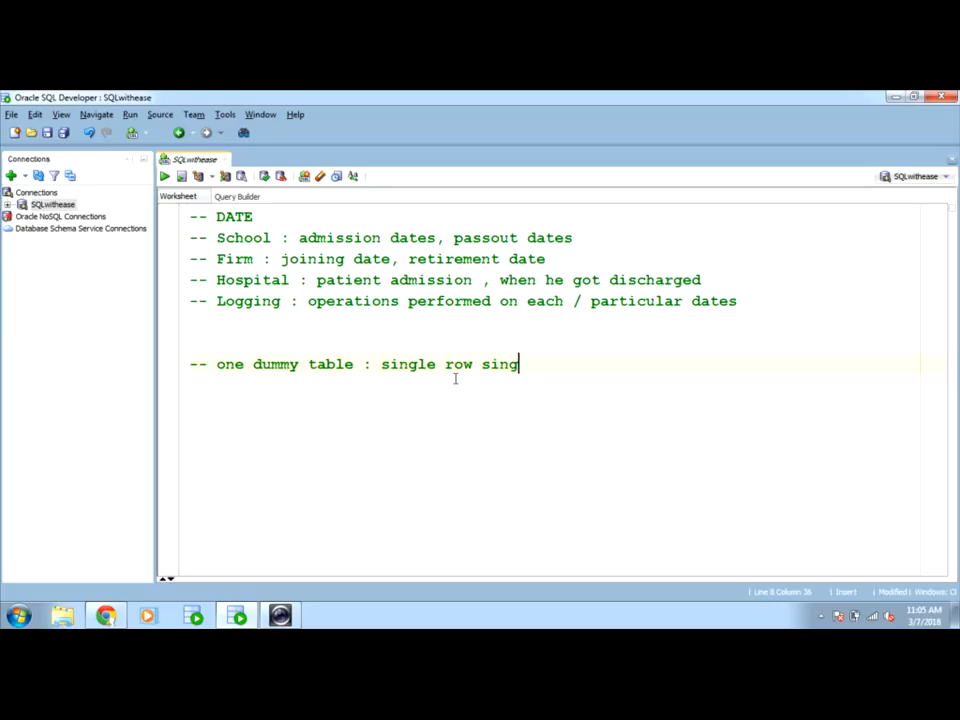 Oracle SQL Developer : SQLwithease
File Edit View Navigate Run Source Team Tools Window Help
Connections
SQLwithease
Connections
SQLwithease
Oracle NoSQL Connections
Database Schema Service Connections
SQLwithease
Worksheet Query Builder
-- DATE
-- School : admission dates, passout dates
-- Firm : joining date, retirement date
-- Hospital : patient admission , when he got discharged
-- Logging : operations performed on each / particular dates
-- one dummy table : single row sing
Line 8 Column 36 Insert Modified Windows:
11:05 AM
3/7/2018